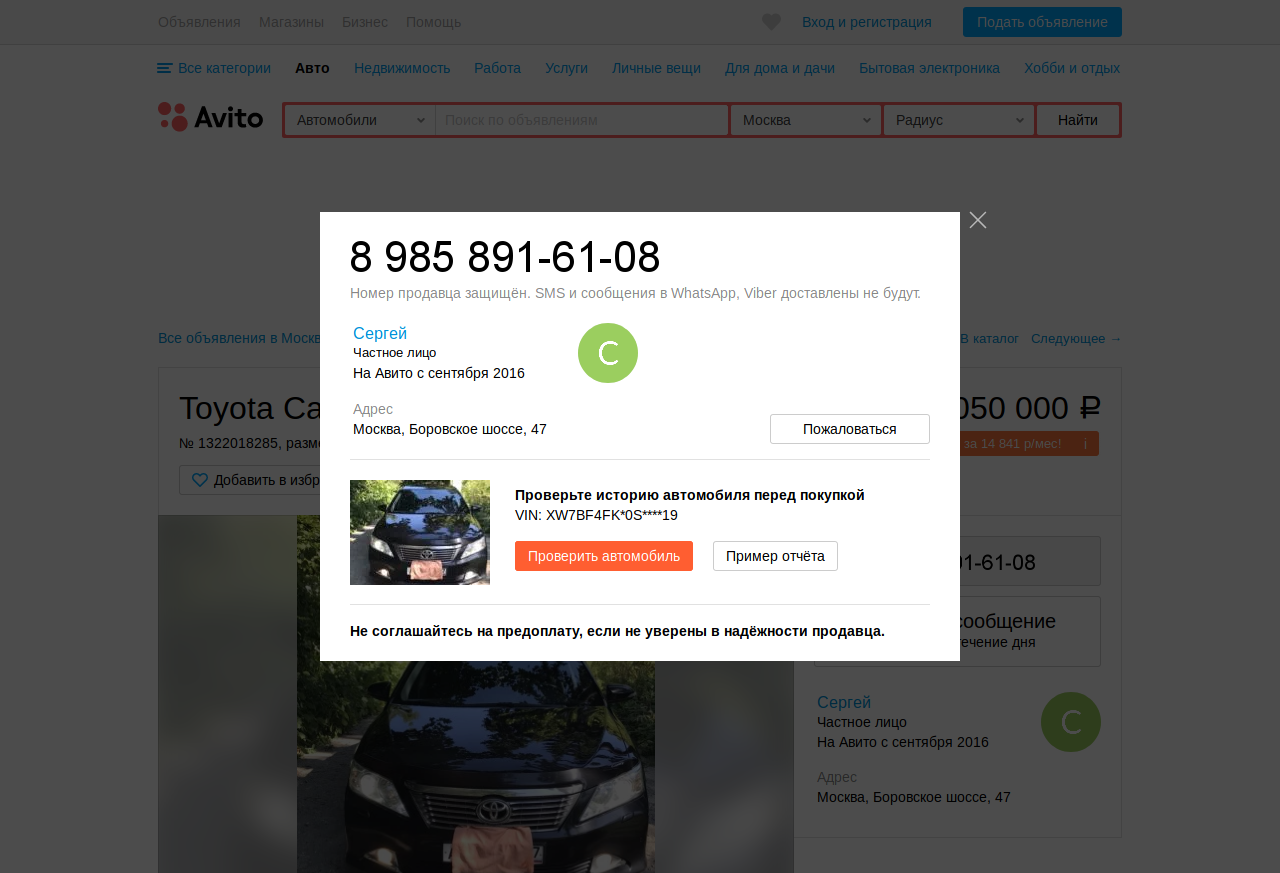 Объявления Магазины Бизнес Помощь Вход и регистрация Подать объявление
Все категории Авто Недвижимость Работа Услуги Личные вещи Для дома и дачи Бытовая электроника Хобби и отдых
Avito Автомобили Поиск по объявлениям Москва Радиус Найти
8 985 891-61-08
Номер продавца защищён. SMS и сообщения в WhatsApp, Viber доставлены не будут.
Сергей
Частное лицо
На Авито с сентября 2016
С
Адрес
Москва, Боровское шоссе, 47
Пожаловаться
Проверьте историю автомобиля перед покупкой
VIN: XW7BF4FK*0S****19
Проверить автомобиль Пример отчёта
Не соглашайтесь на предоплату, если не уверены в надёжности продавца.
Все объявления в Москв
В каталог Следующее →
Toyota Ca
050 000 ₽
№ 1322018285, разме
за 14 841 р/мес! i
Добавить в избр
91-61-08
сообщение
течение дня
Сергей
Частное лицо
На Авито с сентября 2016
С
Адрес
Москва, Боровское шоссе, 47